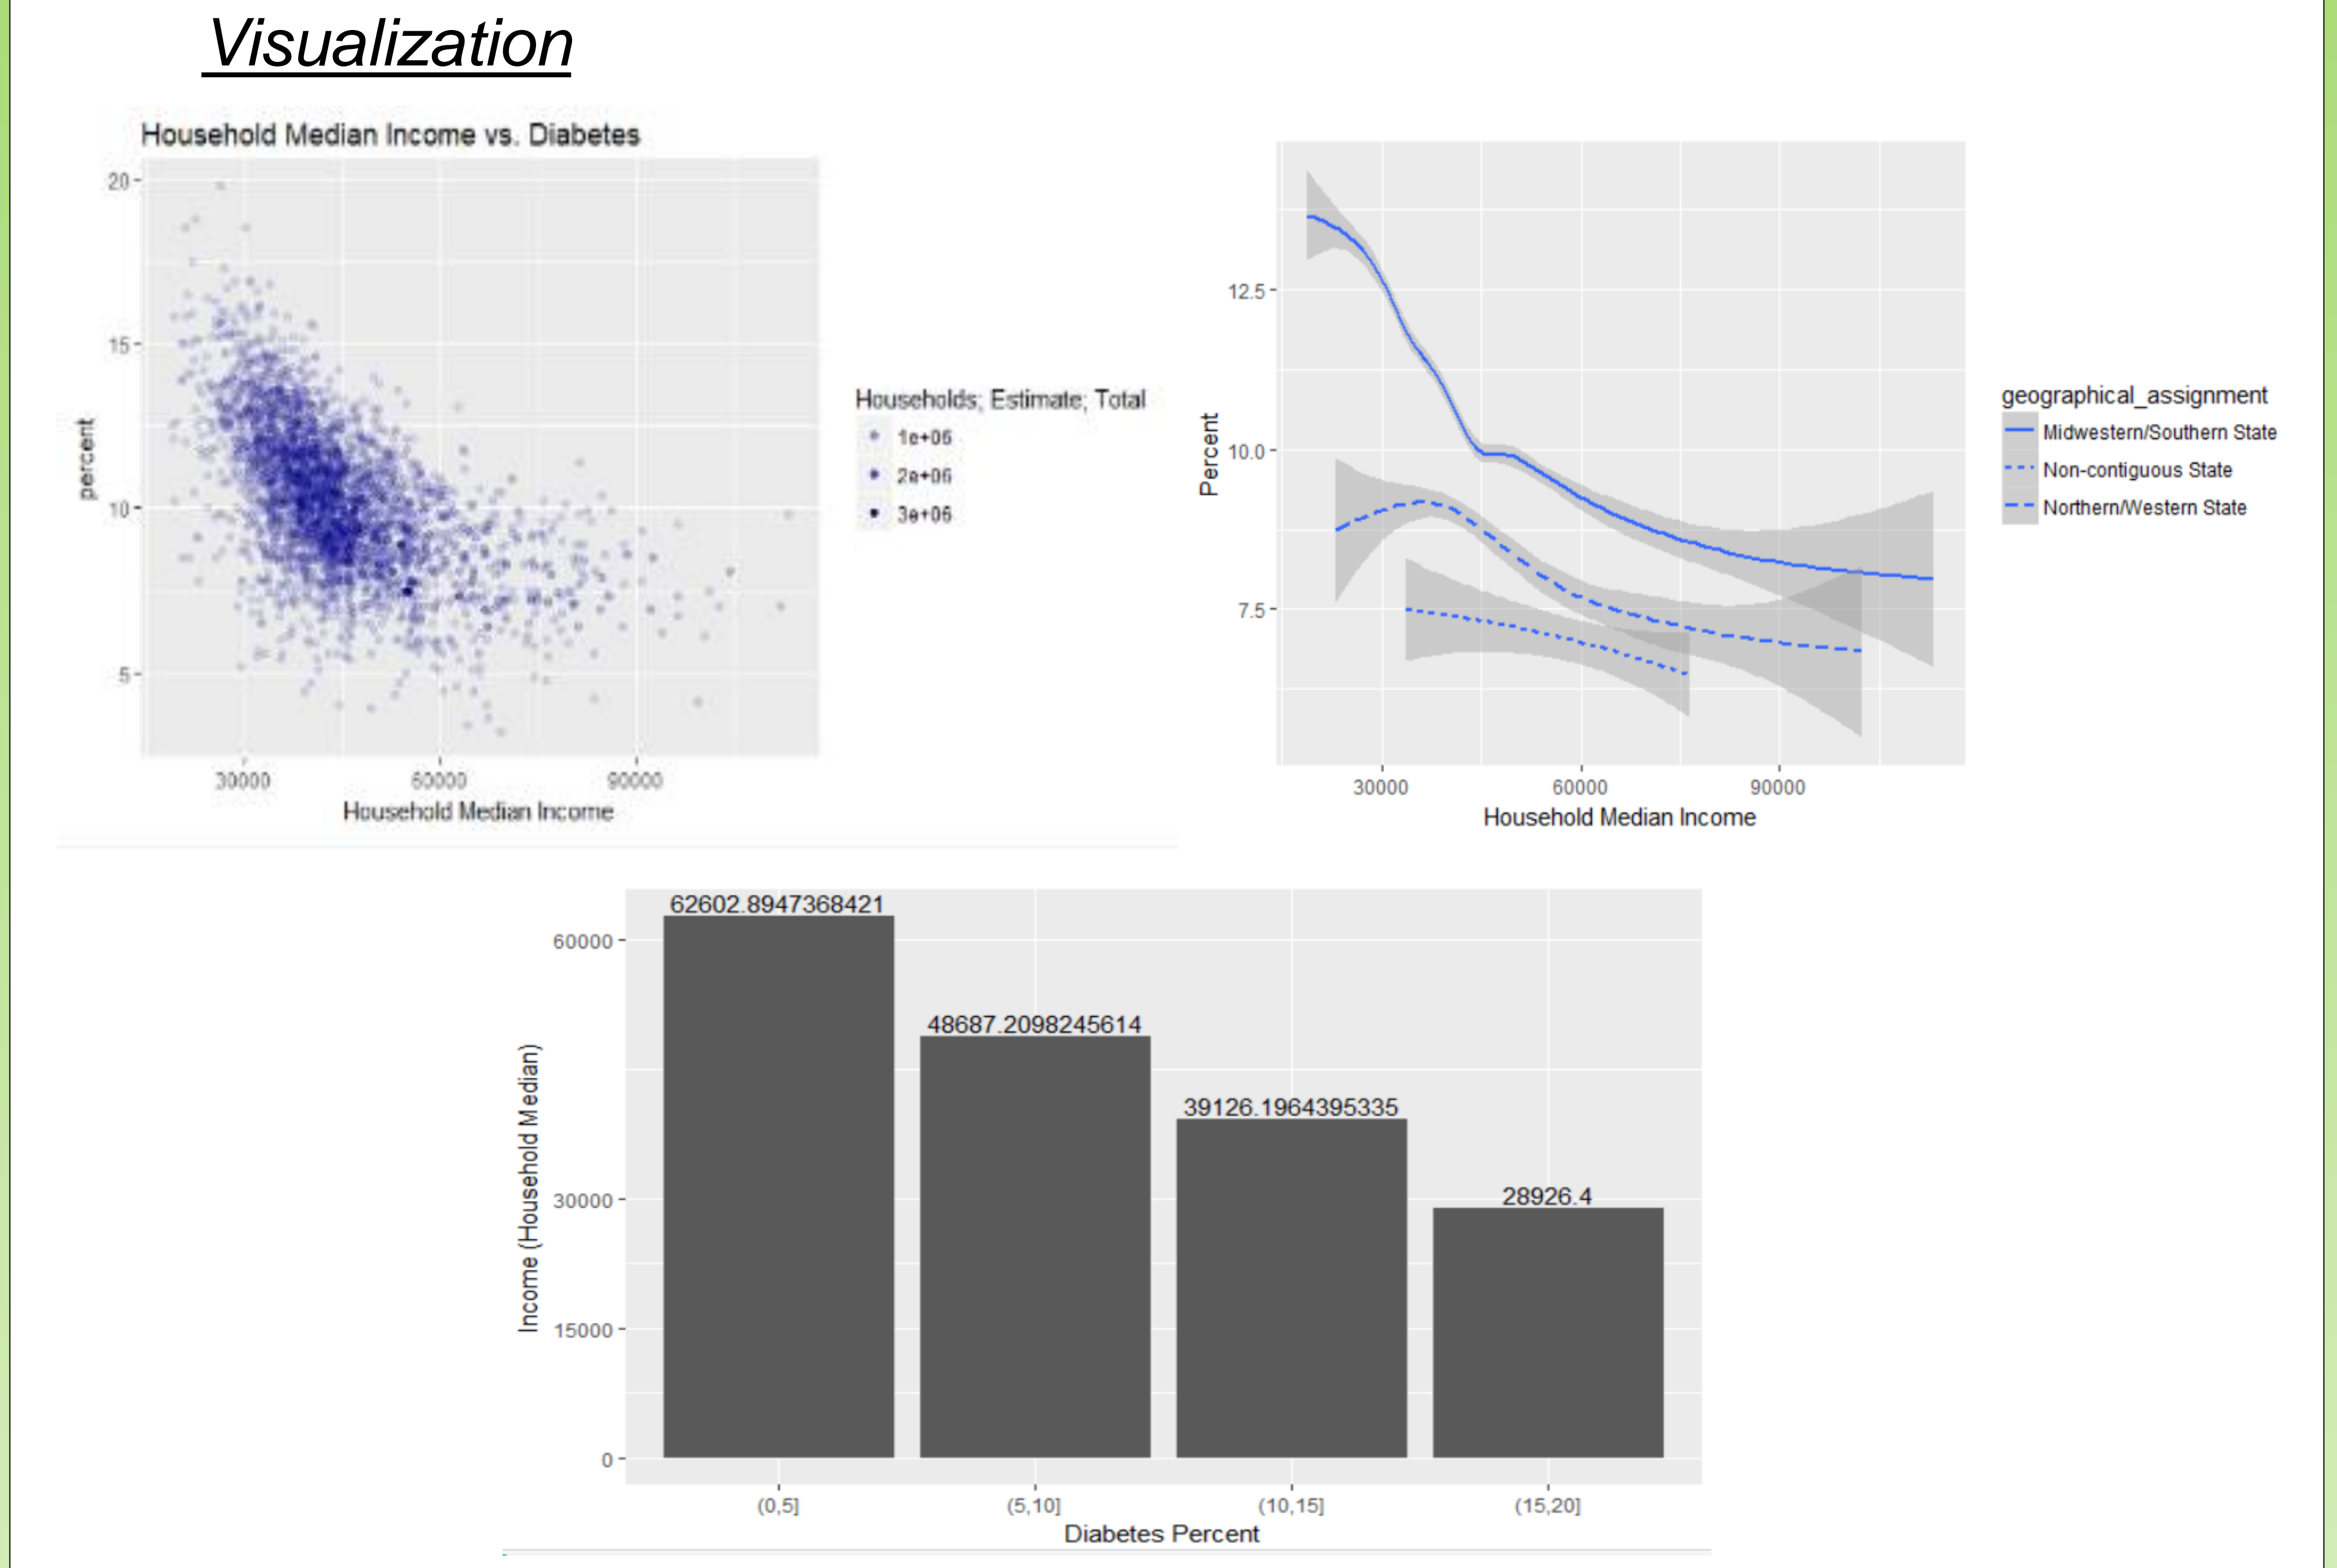 Visualization
Household Median Income vs. Diabetes
20
15
10
5
percent
30000 60000 90000
Household Median Income
Households; Estimate; Total
1e+06
2e+06
3e+06
12.5
10.0
7.5
Percent
30000 60000 90000
Household Median Income
geographical_assignment
Midwestern/Southern State
Non-contiguous State
Northern/Western State
62602.8947368421
48687.2098245614
39126.1964395335
28926.4
60000
30000
15000
0
Income (Household Median)
(0,5] (5,10] (10,15] (15,20]
Diabetes Percent